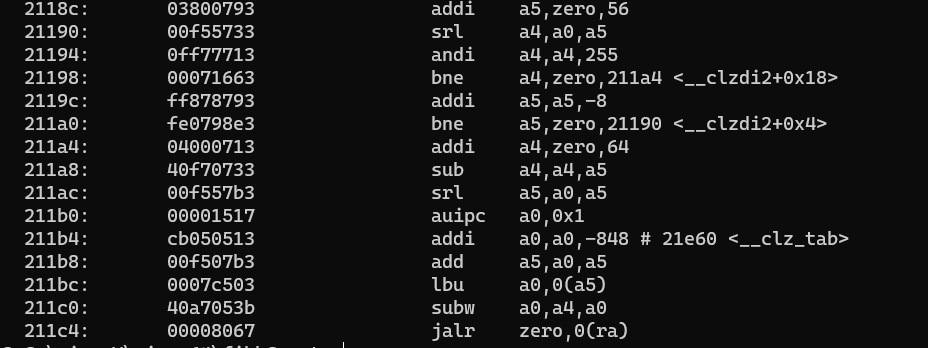 2118c: 03800793 addi a5,zero,56
21190: 00f55733 srl a4,a0,a5
21194: 0ff77713 andi a4,a4,255
21198: 00071663 bne a4,zero,211a4 <__clzdi2+0x18>
2119c: ff878793 addi a5,a5,-8
211a0: fe0798e3 bne a5,zero,21190 <__clzdi2+0x4>
211a4: 04000713 addi a4,zero,64
211a8: 40f70733 sub a4,a4,a5
211ac: 00f557b3 srl a5,a0,a5
211b0: 00001517 auipc a0,0x1
211b4: cb050513 addi a0,a0,-848 # 21e60 <__clz_tab>
211b8: 00f507b3 add a5,a0,a5
211bc: 0007c503 lbu a0,0(a5)
211c0: 40a7053b subw a0,a4,a0
211c4: 00008067 jalr zero,0(ra)